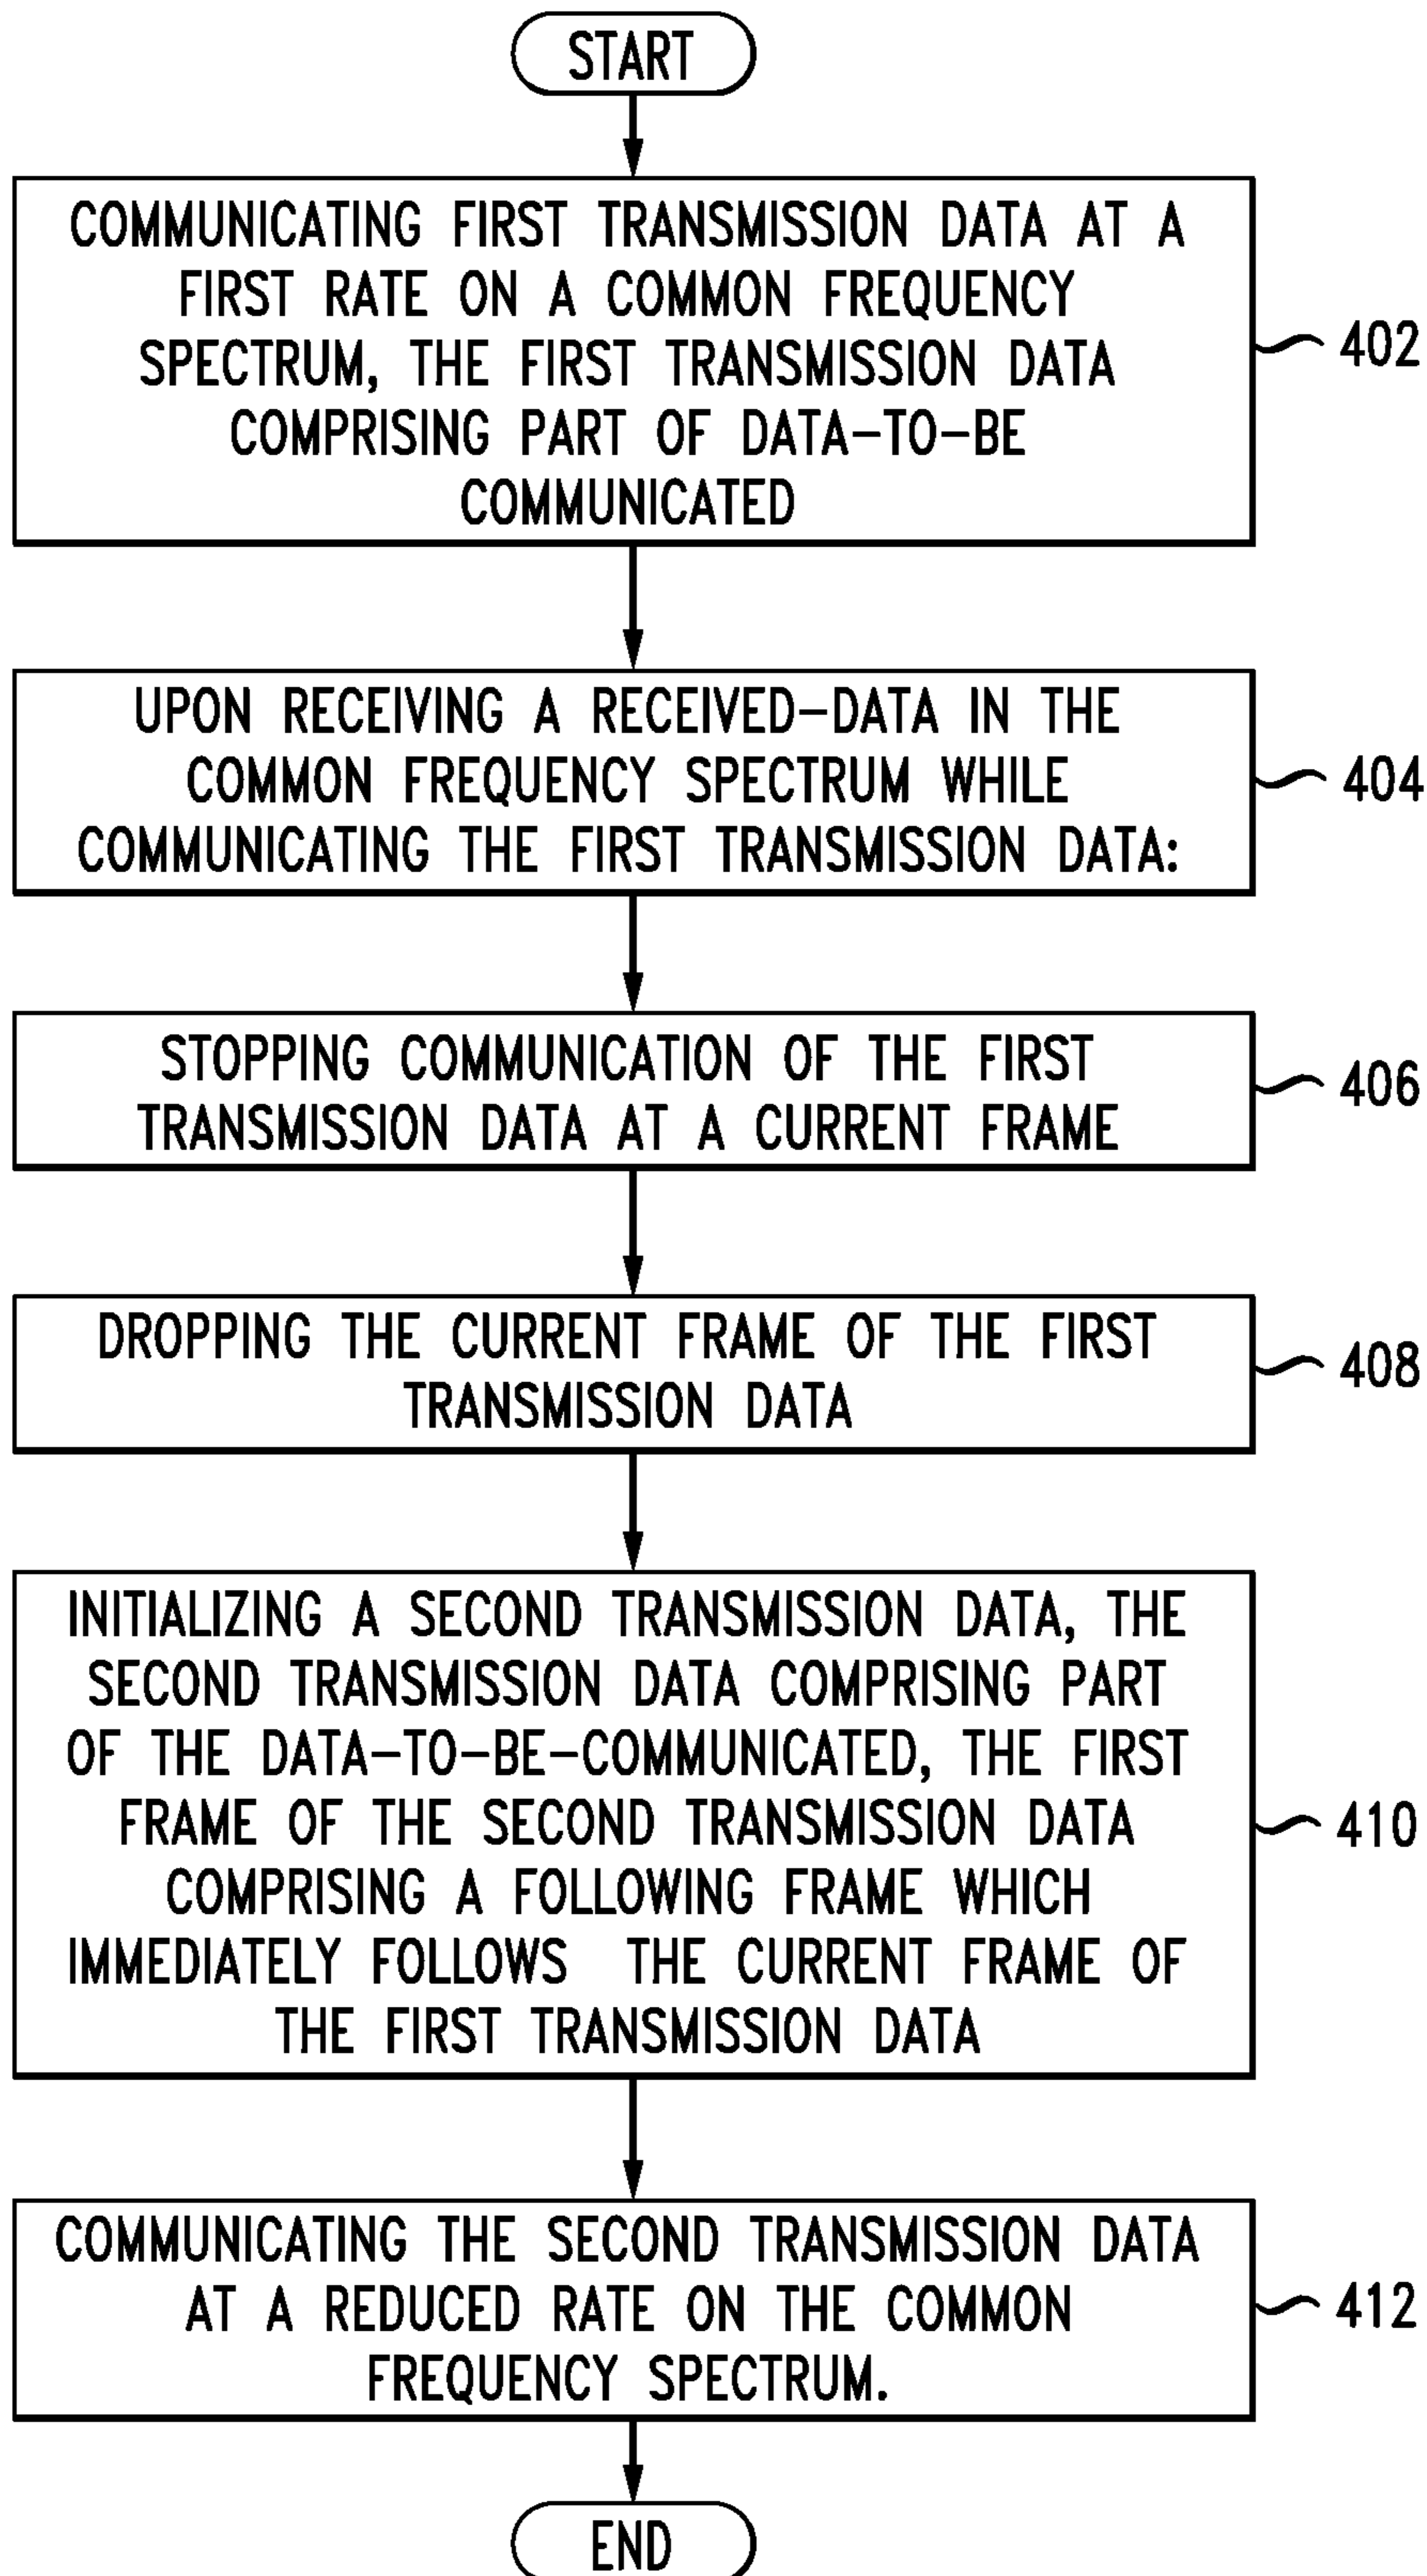 START
COMMUNICATING FIRST TRANSMISSION DATA AT A
FIRST RATE ON A COMMON FREQUENCY
SPECTRUM, THE FIRST TRANSMISSION DATA
COMPRISING PART OF DATA-TO-BE
COMMUNICATED
402
UPON RECEIVING A RECEIVED-DATA IN THE
COMMON FREQUENCY SPECTRUM WHILE
COMMUNICATING THE FIRST TRANSMISSION DATA:
404
STOPPING COMMUNICATION OF THE FIRST
TRANSMISSION DATA AT A CURRENT FRAME
406
DROPPING THE CURRENT FRAME OF THE FIRST
TRANSMISSION DATA
408
INITIALIZING A SECOND TRANSMISSION DATA, THE
SECOND TRANSMISSION DATA COMPRISING PART
OF THE DATA-TO-BE-COMMUNICATED, THE FIRST
FRAME OF THE SECOND TRANSMISSION DATA
COMPRISING A FOLLOWING FRAME WHICH
IMMEDIATELY FOLLOWS THE CURRENT FRAME OF
THE FIRST TRANSMISSION DATA
410
COMMUNICATING THE SECOND TRANSMISSION DATA
AT A REDUCED RATE ON THE COMMON
FREQUENCY SPECTRUM.
412
END